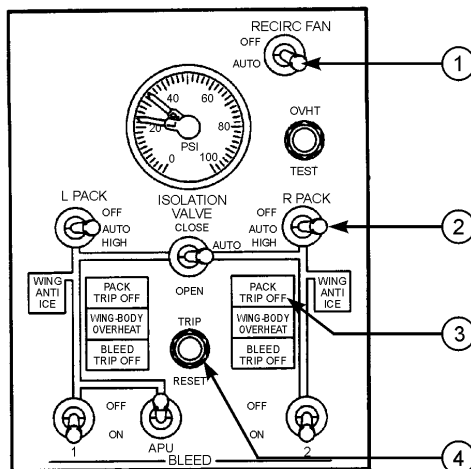 RECIRC FAN
OFF
AUTO
1
40 60
20 80
PSI
0 100
OVHT
TEST
L PACK
ISOLATION
VALVE
R PACK
OFF
AUTO
HIGH
CLOSE
AUTO
OPEN
OFF
AUTO
HIGH
2
WING
ANTI
ICE
PACK
TRIP OFF
WING-BODY
OVERHEAT
BLEED
TRIP OFF
TRIP
RESET
PACK
TRIP OFF
WING-BODY
OVERHEAT
BLEED
TRIP OFF
WING
ANTI
ICE
3
OFF
ON
OFF
ON
1
APU
2
BLEED
4